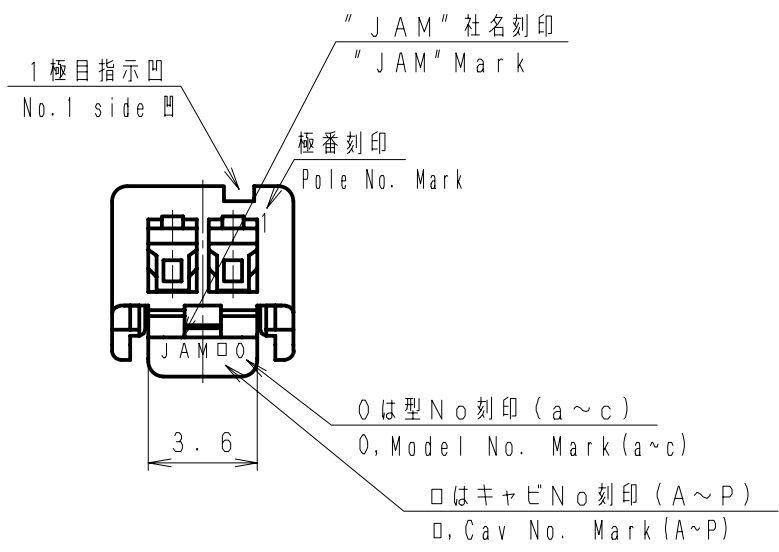 "JAM"社名刻印
"JAM"Mark
1極目指示凹
No.1 side 凹
極番刻印
Pole No. Mark
1
JAM□O
3.6
Oは型No刻印(a~c)
O,Model No. Mark(a~c)
□はキャビNo刻印(A~P)
□,Cav No. Mark(A~P)